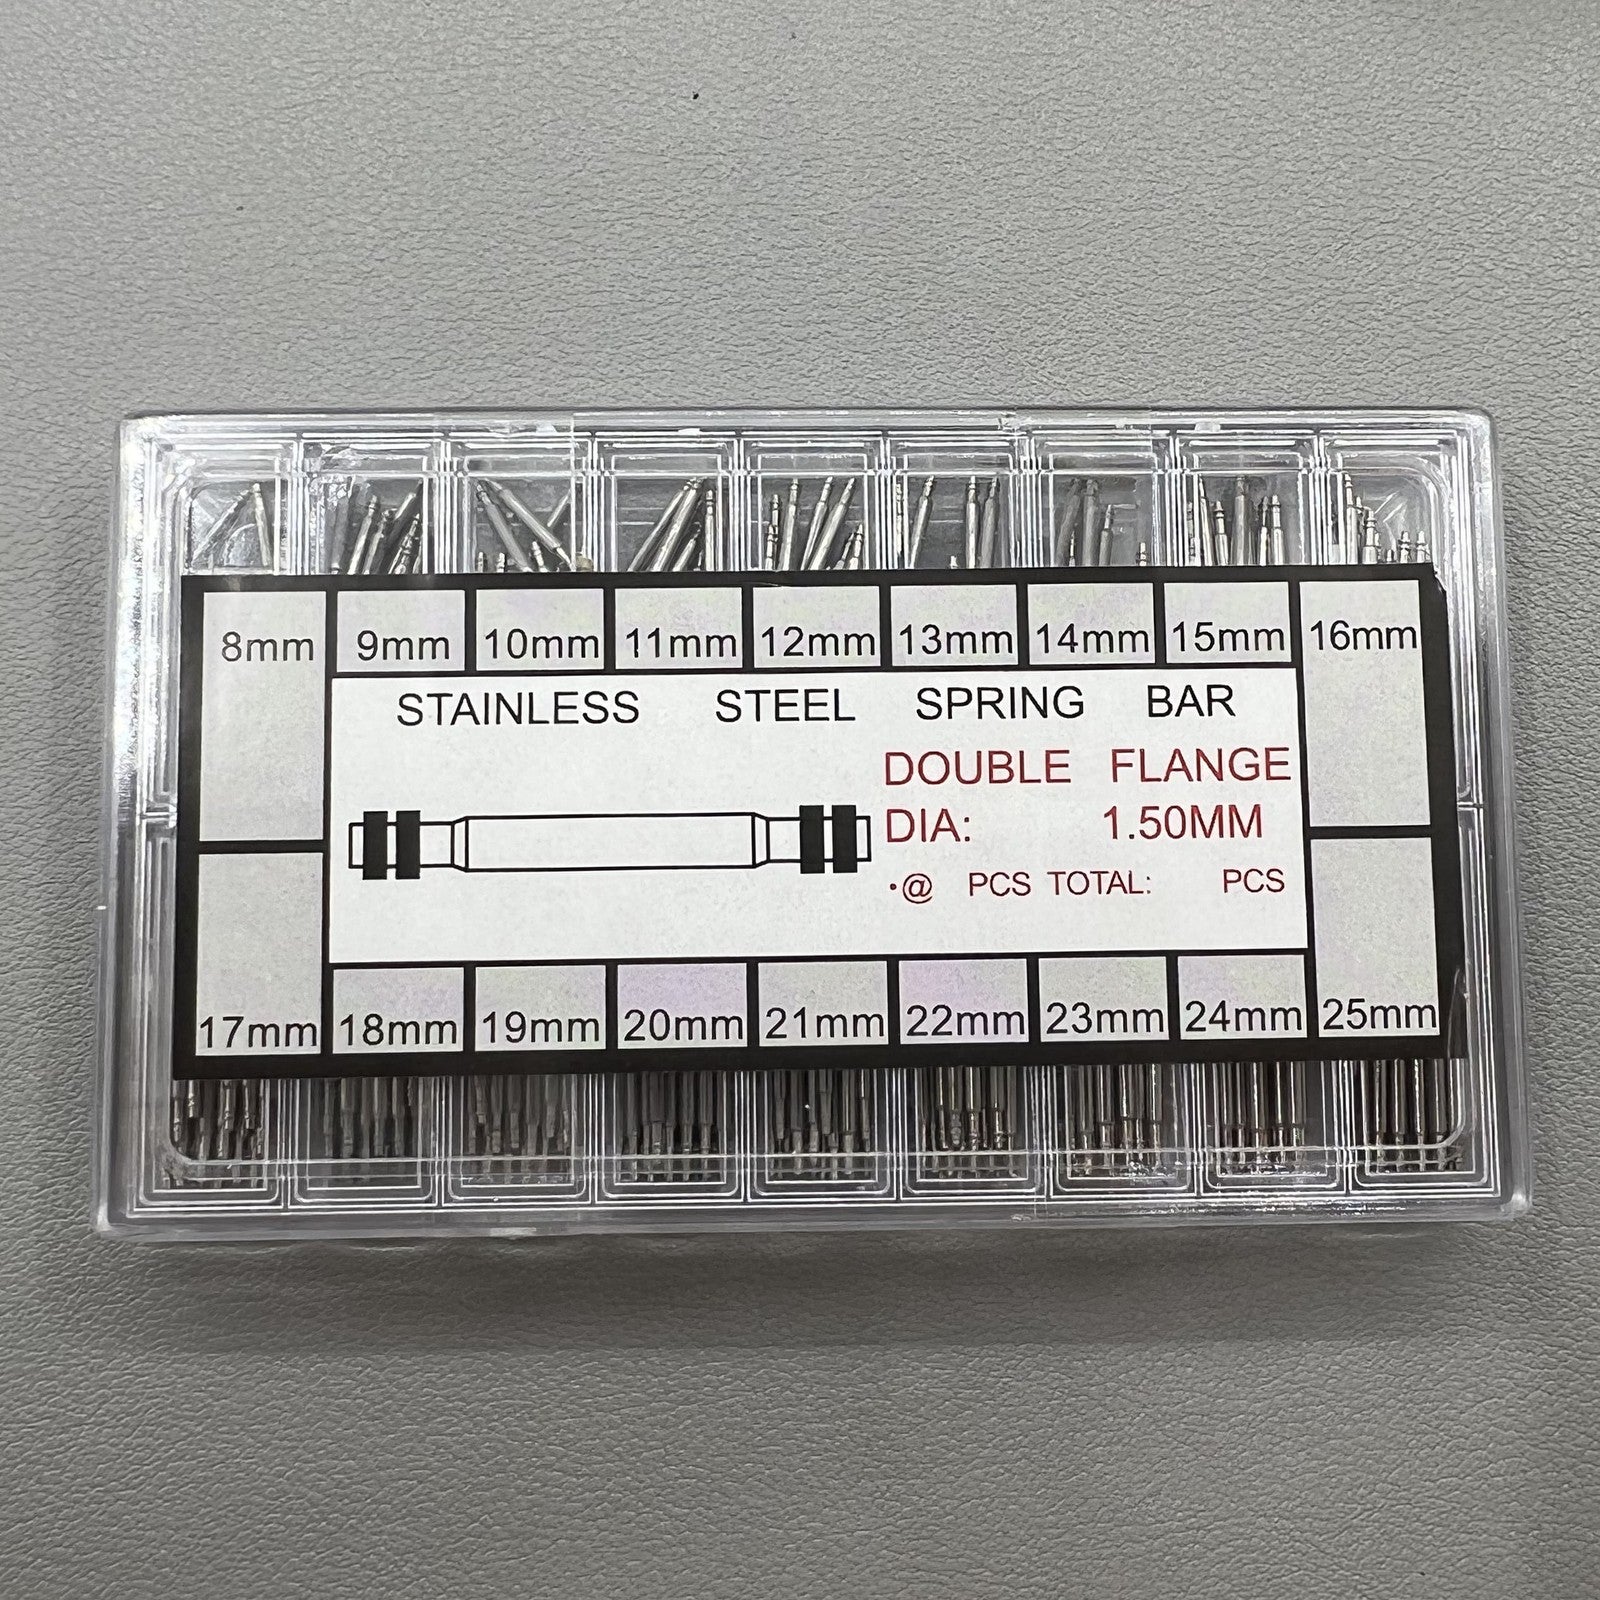 8mm 9mm 10mm 11mm 12mm 13mm 14mm 15mm 16mm
STAINLESS STEEL SPRING BAR
DOUBLE FLANGE
DIA: 1.50MM
·@ PCS TOTAL: PCS
17mm 18mm 19mm 20mm 21mm 22mm 23mm 24mm 25mm